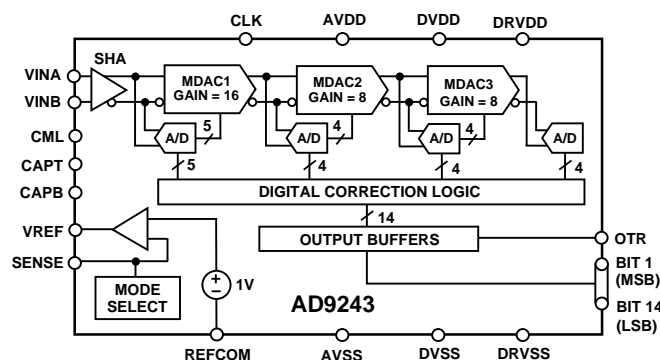 CLK AVDD DVDD DRVDD
SHA
VINA
VINB
MDAC1
GAIN = 16
MDAC2
GAIN = 8
MDAC3
GAIN = 8
CML
CAPT
CAPB
A/D
5
A/D
4
A/D
4
A/D
5
4
4
4
DIGITAL CORRECTION LOGIC
14
VREF
SENSE
OUTPUT BUFFERS
OTR
BIT 1
(MSB)
BIT 14
(LSB)
MODE
SELECT
1V
AD9243
REFCOM AVSS DVSS DRVSS